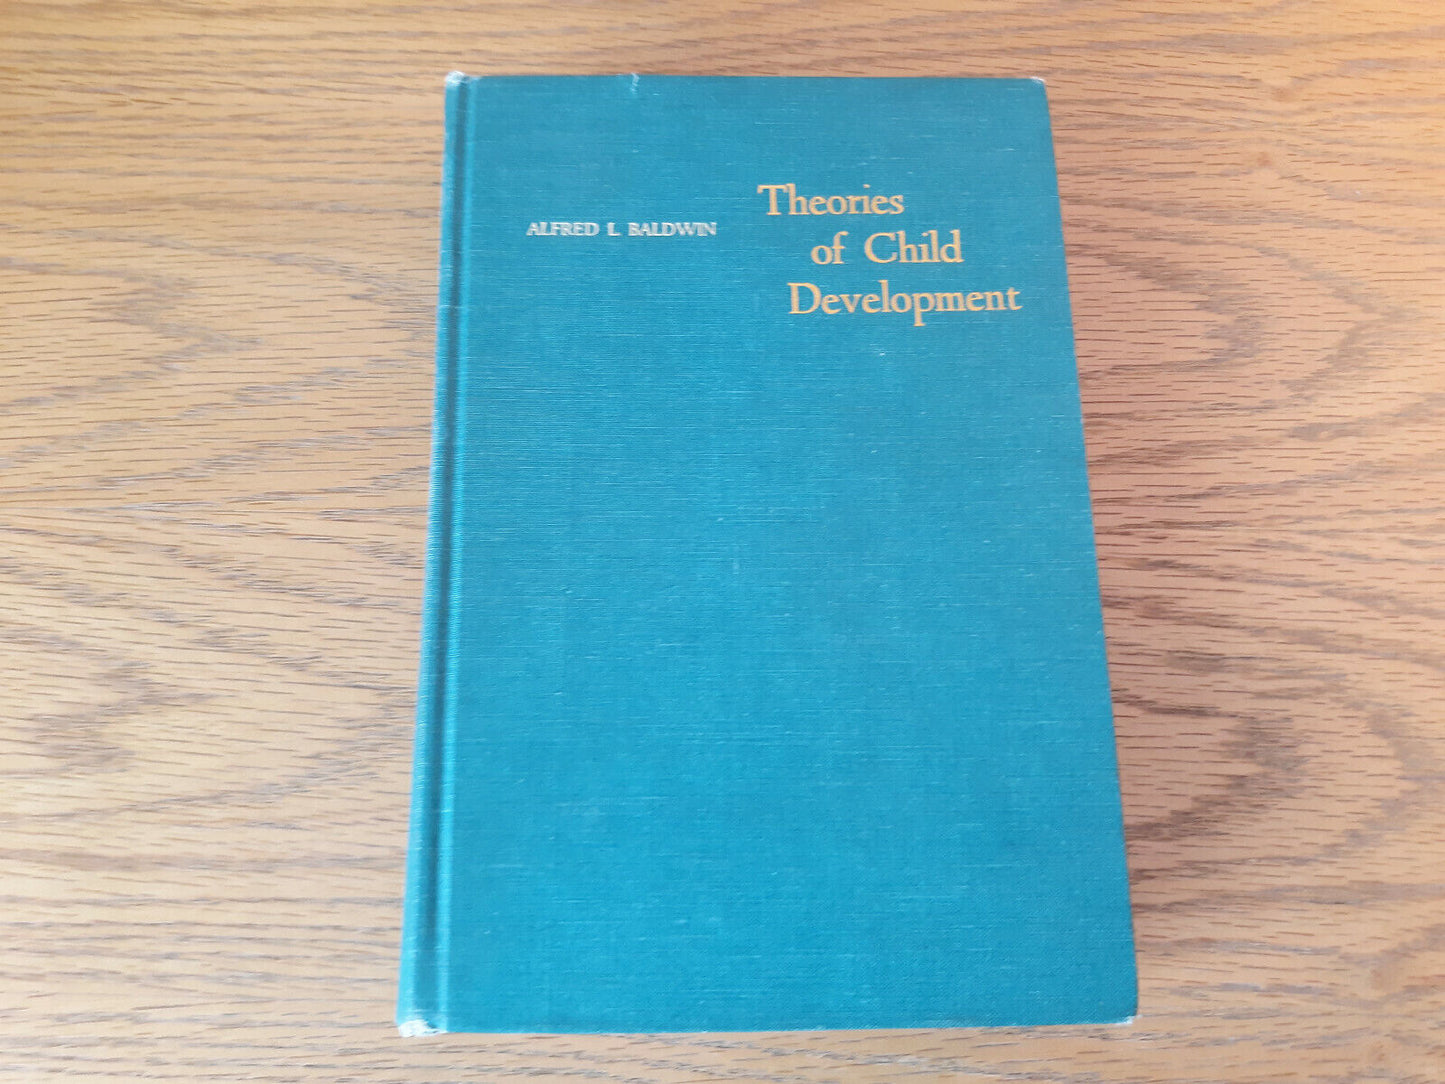 ALFRED L. BALDWIN
Theories
of Child
Development